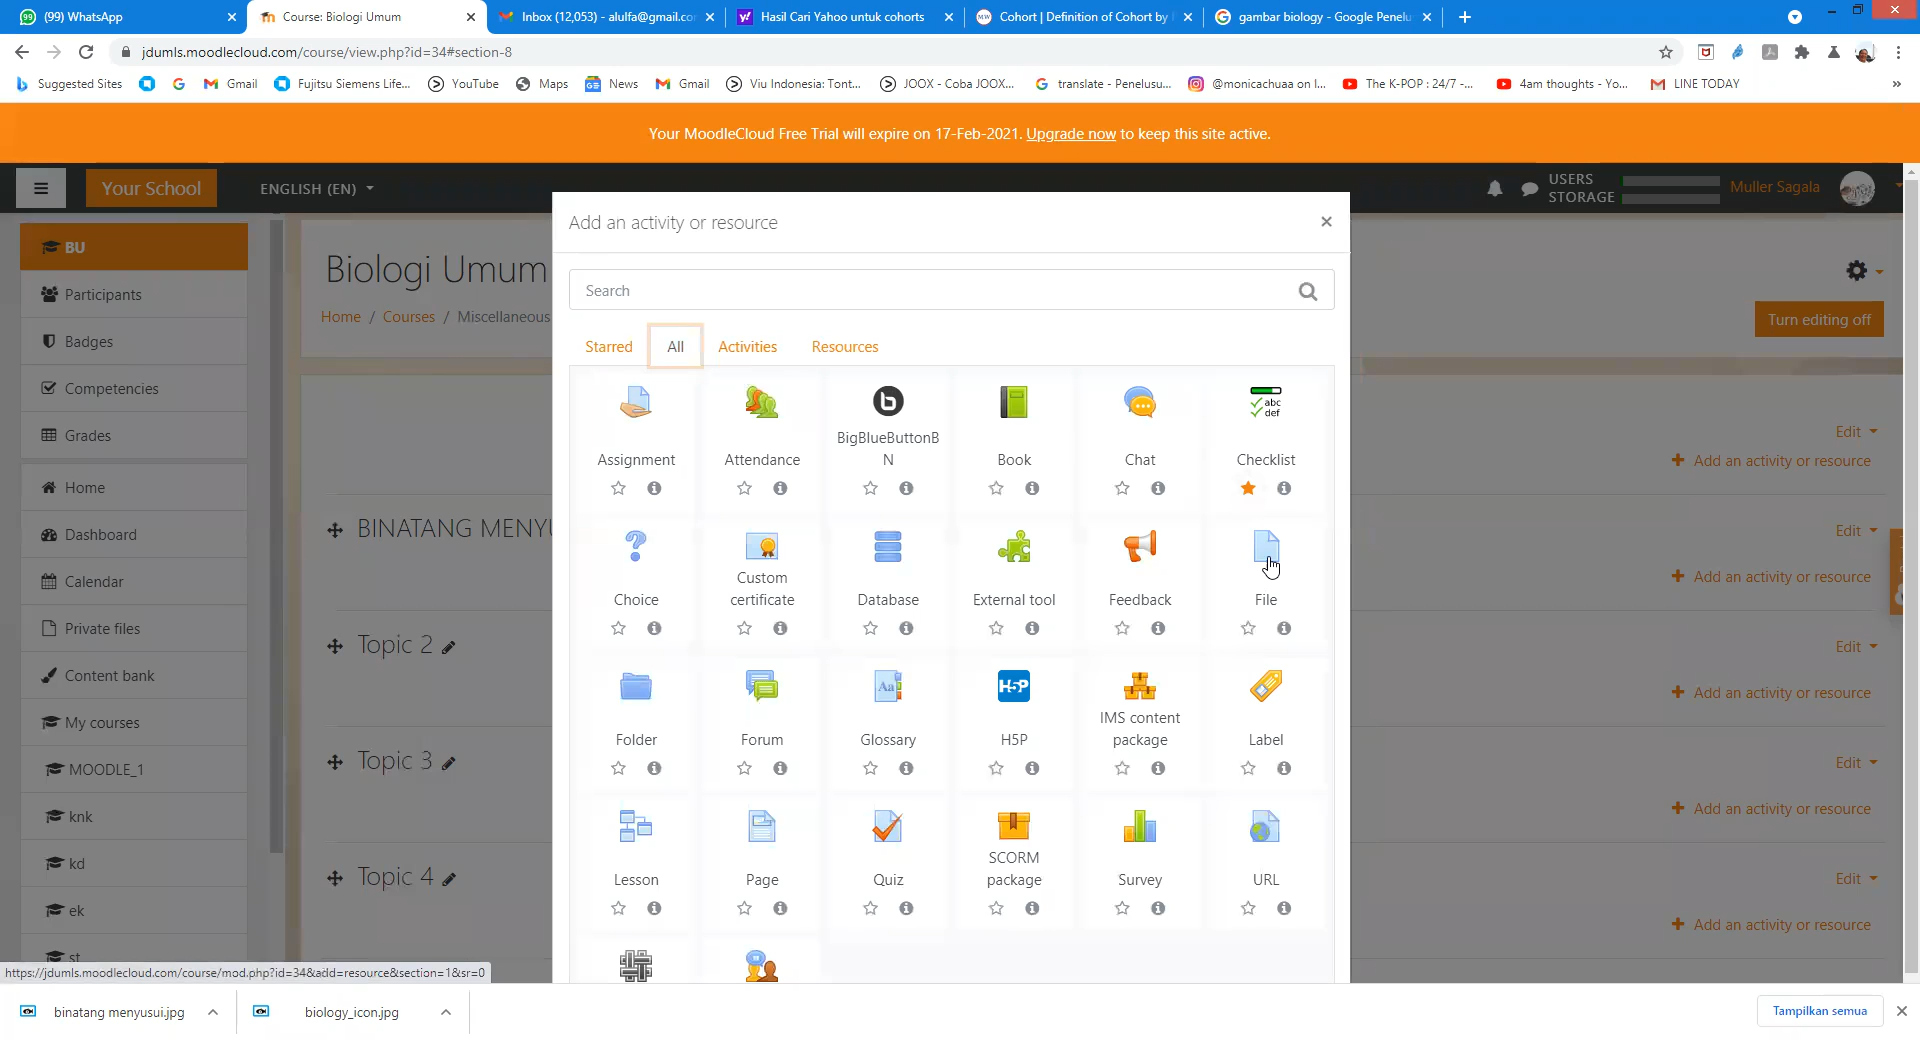 (99) WhatsApp
Course: Biologi Umum
Inbox (12,053) - alulfa@gmail.co
Hasil Cari Yahoo untuk cohorts
Cohort | Definition of Cohort by
gambar biology - Google Penelu
jdumls.moodlecloud.com/course/view.php?id=34#section-8
Suggested Sites
Gmail
Fujitsu Siemens Life...
YouTube
Maps
News
Gmail
Viu Indonesia: Tont...
JOOX - Coba JOOX...
translate - Penelusu...
@monicachuaa on I...
The K-POP : 24/7 -...
4am thoughts - Yo...
LINE TODAY
Your MoodleCloud Free Trial will expire on 17-Feb-2021. Upgrade now to keep this site active.
Your School
ENGLISH (EN)
USERS
STORAGE
Muller Sagala
BU
Participants
Badges
Competencies
Grades
Home
Dashboard
Calendar
Private files
Content bank
My courses
MOODLE_1
knk
kd
ek
st
Biologi Umum
Home / Courses / Miscellaneous
Turn editing off
Edit
Add an activity or resource
BINATANG MENYU
Edit
Add an activity or resource
Topic 2
Edit
Add an activity or resource
Topic 3
Edit
Add an activity or resource
Topic 4
Edit
Add an activity or resource
Add an activity or resource
Search
Starred
All
Activities
Resources
Assignment
Attendance
BigBlueButtonB
N
Book
Chat
abc
def
Checklist
Choice
Custom
certificate
Database
External tool
Feedback
File
Folder
Forum
Aa
Glossary
H5P
H5P
IMS content
package
Label
Lesson
Page
Quiz
SCORM
package
Survey
URL
https://jdumls.moodlecloud.com/course/mod.php?id=34&add=resource&section=1&sr=0
binatang menyusui.jpg
biology_icon.jpg
Tampilkan semua